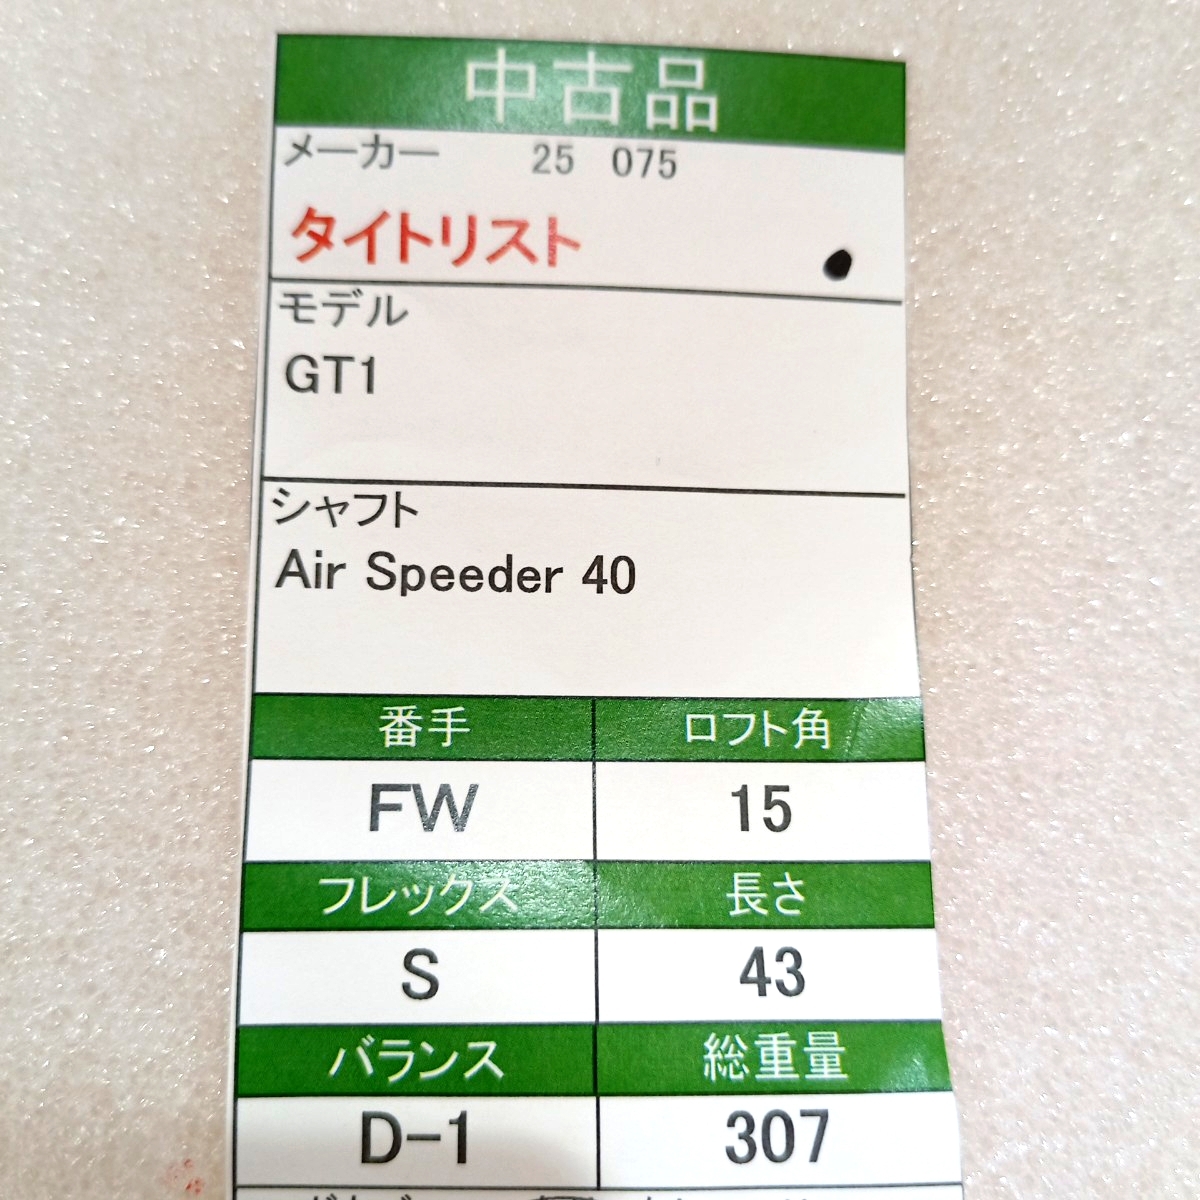 中古品
メーカー 25 075
タイトリスト
モデル
GT1
シャフト
Air Speeder 40
番手 ロフト角
FW 15
フレックス 長さ
S 43
バランス 総重量
D-1 307